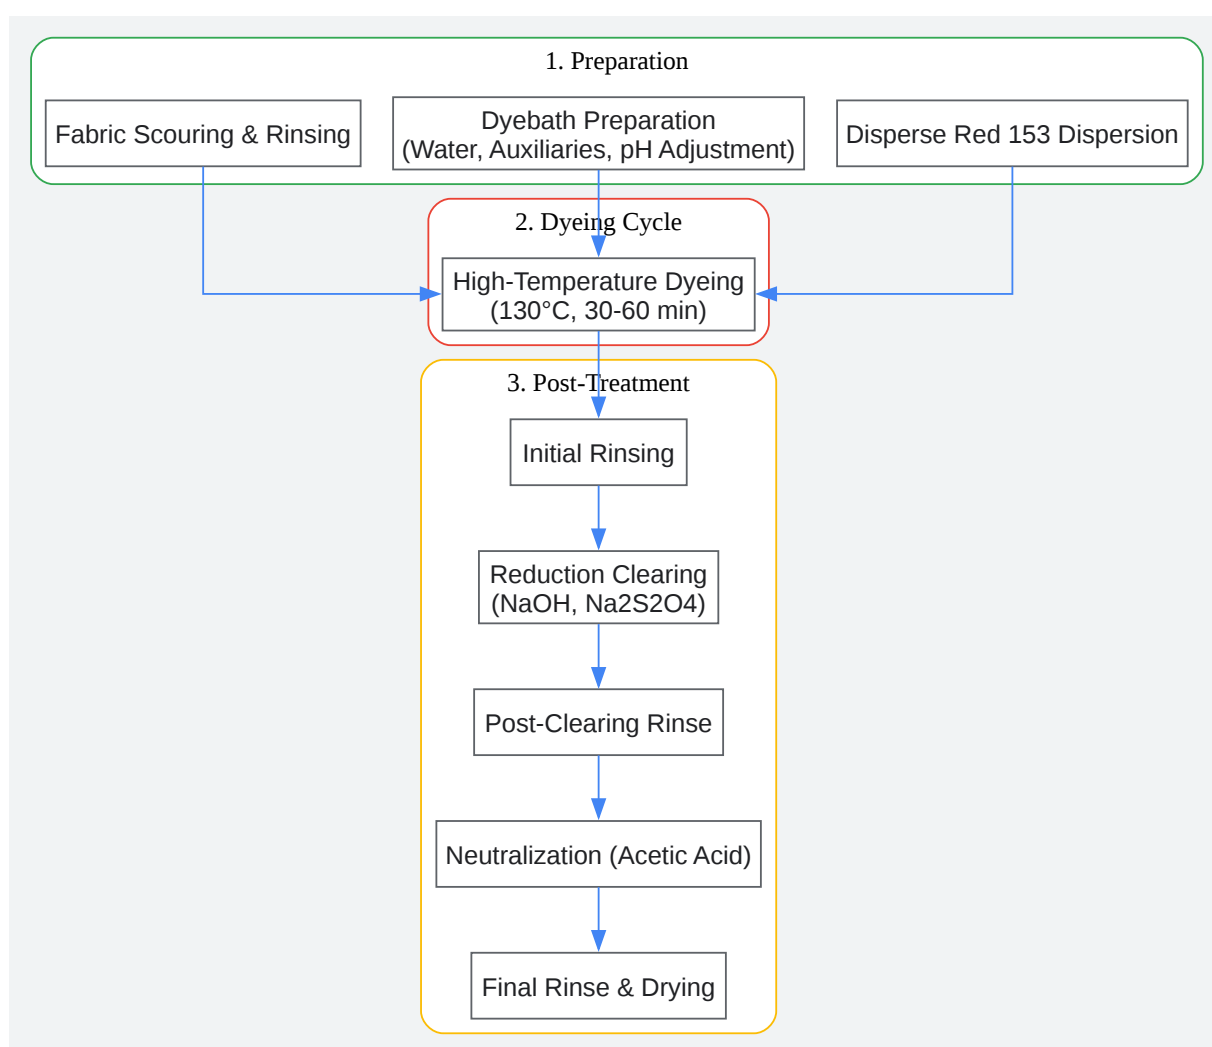 1. Preparation
Fabric Scouring & Rinsing
Dyebath Preparation
(Water, Auxiliaries, pH Adjustment)
Disperse Red 153 Dispersion
2. Dyeing Cycle
High-Temperature Dyeing
(130°C, 30-60 min)
3. Post-Treatment
Initial Rinsing
Reduction Clearing
(NaOH, Na2S2O4)
Post-Clearing Rinse
Neutralization (Acetic Acid)
Final Rinse & Drying